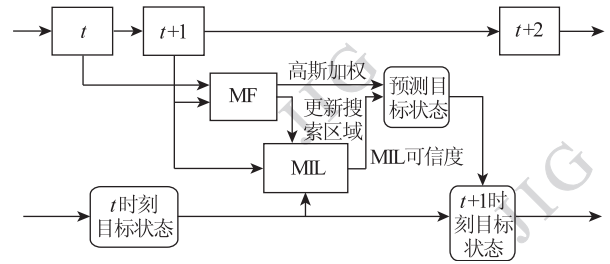 t
t+1
t+2
高斯加权
MF
预测目
标状态
更新搜
索区域
MIL
MIL可信度
t时刻
目标状态
t+1时
刻目标
状态
JIG
JIG